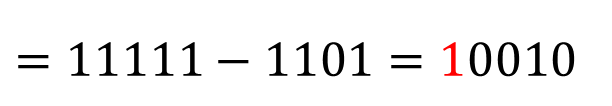 = 11111 − 1101 = 10010